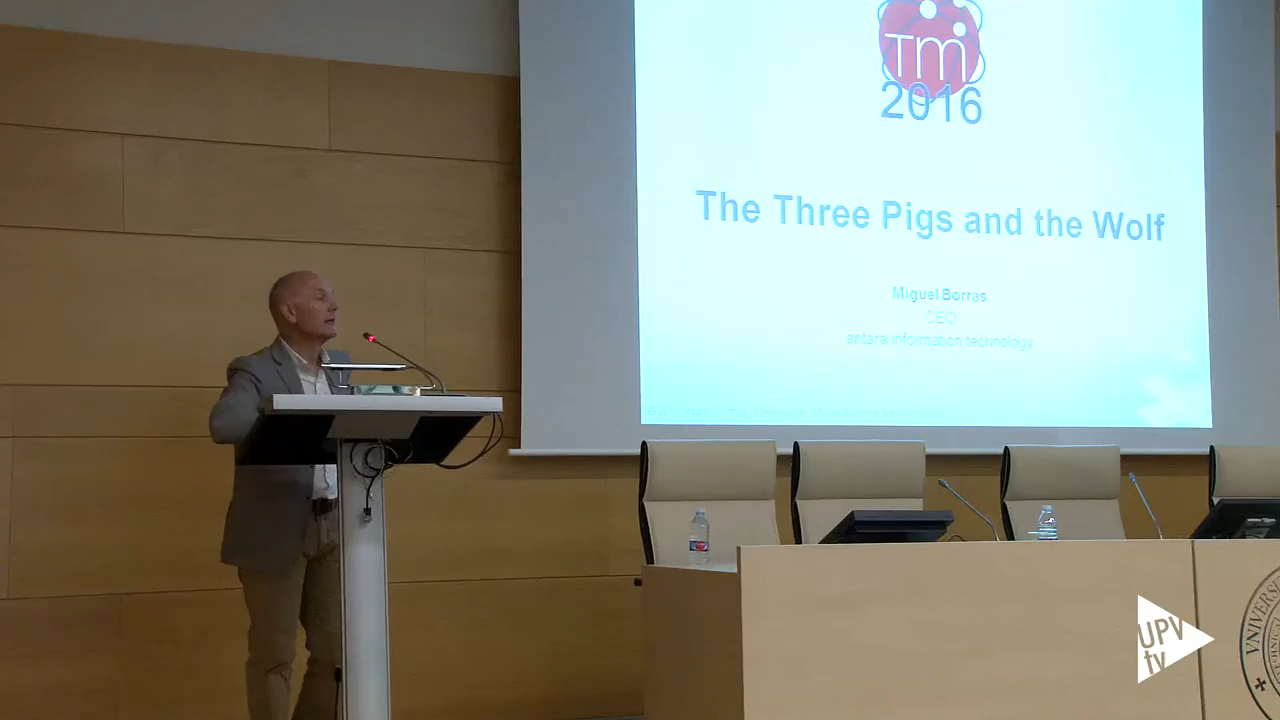 Tm
2016
The Three Pigs and the Wolf
Miguel Borras
CEO
antara information technology
UPV
tv